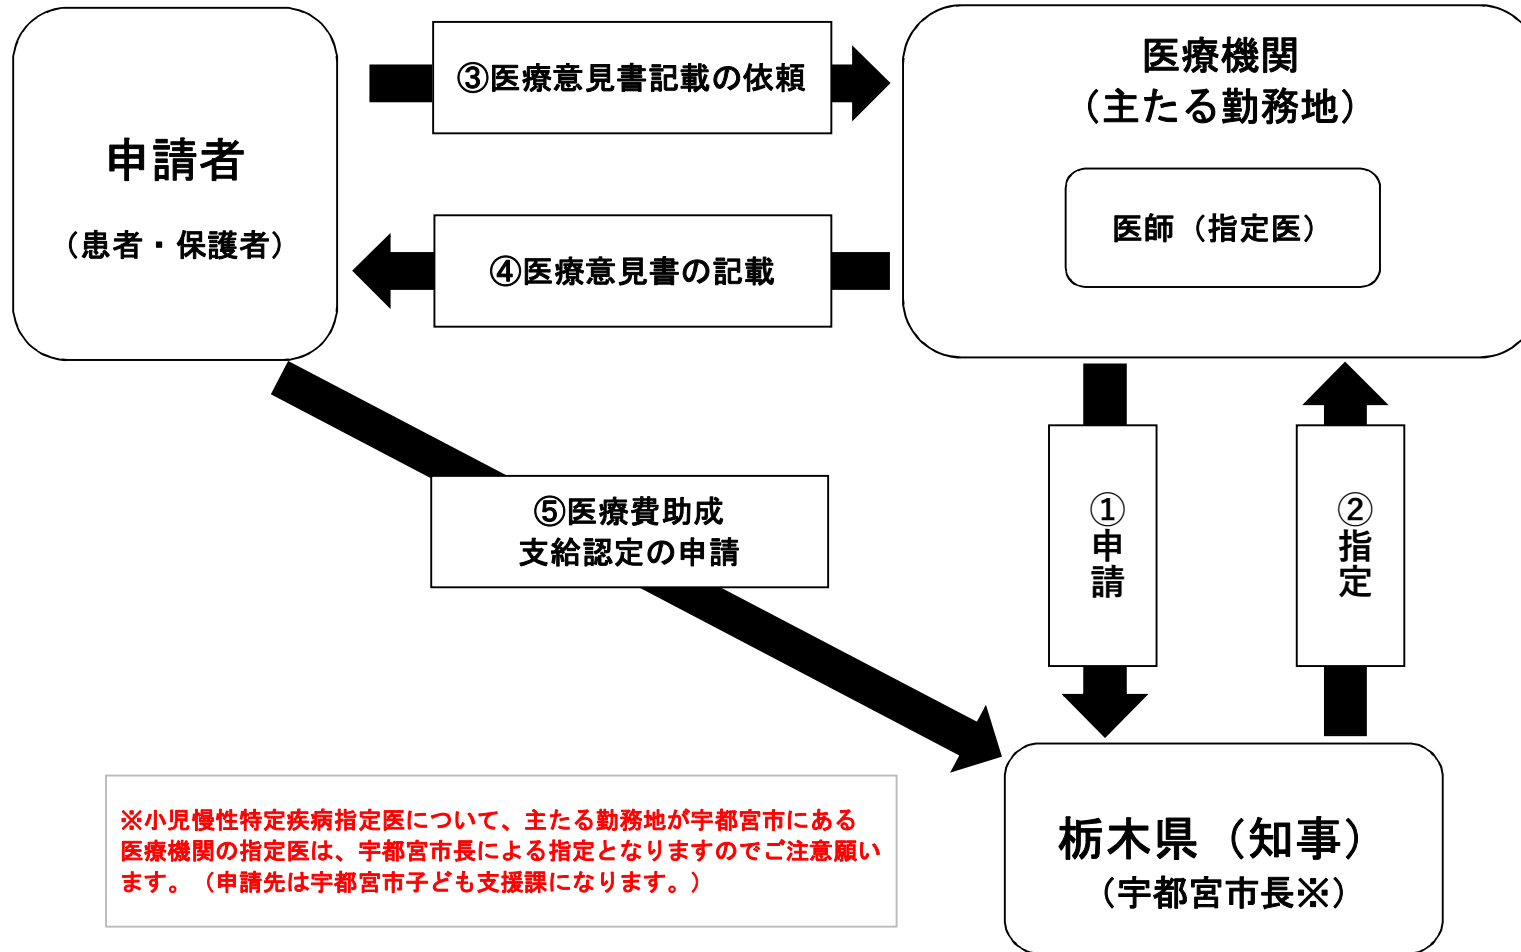 ③医療意見書記載の依頼
医療機関
（主たる勤務地）
申請者
（患者・保護者）
医師（指定医）
④医療意見書の記載
⑤医療費助成
支給認定の申請
①申請
②指定
※小児慢性特定疾病指定医について、主たる勤務地が宇都宮市にある
医療機関の指定医は、宇都宮市長による指定となりますのでご注意願い
ます。（申請先は宇都宮市子ども支援課になります。）
栃木県（知事）
（宇都宮市長※）